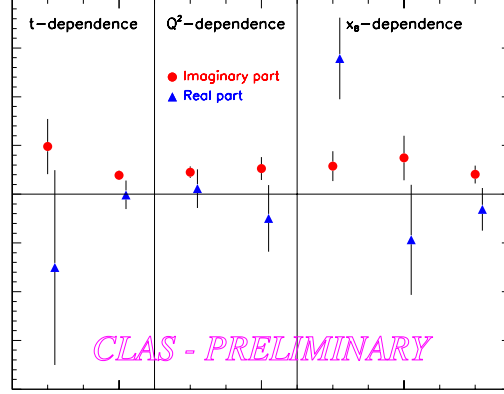 t-dependence
Q²-dependence
x_B-dependence
Imaginary part
Real part
CLAS - PRELIMINARY